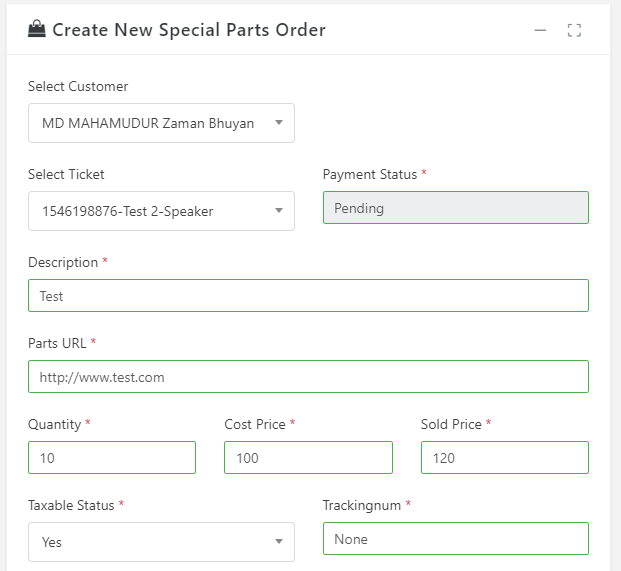 Create New Special Parts Order
Select Customer
MD MAHAMUDUR Zaman Bhuyan
Select Ticket
Payment Status *
1546198876-Test 2-Speaker
Pending
Description *
Test
Parts URL *
http://www.test.com
Quantity *
Cost Price *
Sold Price *
10
100
120
Taxable Status *
Trackingnum *
Yes
None